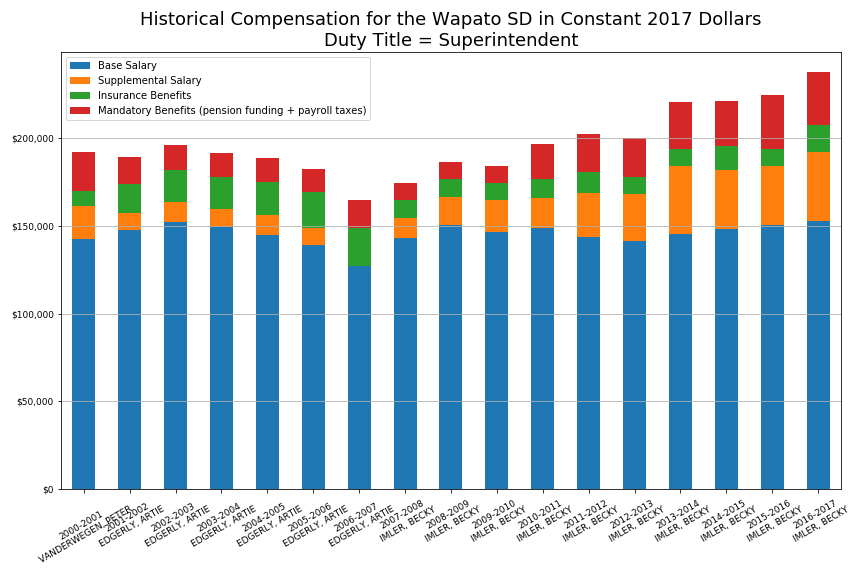 Historical Compensation for the Wapato SD in Constant 2017 Dollars
Duty Title = Superintendent
Base Salary
Supplemental Salary
Insurance Benefits
Mandatory Benefits (pension funding + payroll taxes)
$200,000
$150,000
$100,000
$50,000
$0
2000-2001
VANDERWEGEN, PETER
2001-2002
EDGERLY, ARTIE
2002-2003
EDGERLY, ARTIE
2003-2004
EDGERLY, ARTIE
2004-2005
EDGERLY, ARTIE
2005-2006
EDGERLY, ARTIE
2006-2007
EDGERLY, ARTIE
2007-2008
IMLER, BECKY
2008-2009
IMLER, BECKY
2009-2010
IMLER, BECKY
2010-2011
IMLER, BECKY
2011-2012
IMLER, BECKY
2012-2013
IMLER, BECKY
2013-2014
IMLER, BECKY
2014-2015
IMLER, BECKY
2015-2016
IMLER, BECKY
2016-2017
IMLER, BECKY